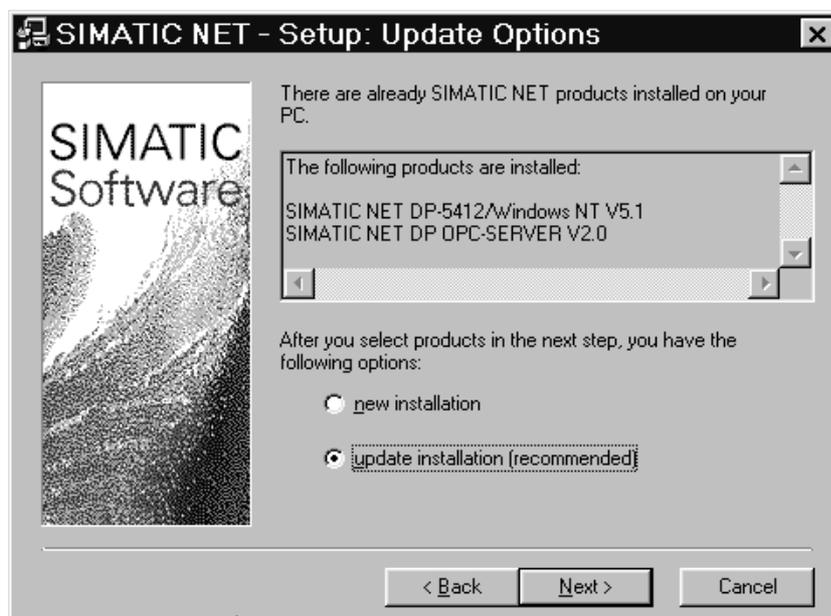 SIMATIC NET - Setup: Update Options
SIMATIC
Software
There are already SIMATIC NET products installed on your
PC.
The following products are installed:
SIMATIC NET DP-5412/Windows NT V5.1
SIMATIC NET DP OPC-SERVER V2.0
After you select products in the next step, you have the
following options:
new installation
update installation (recommended)
< Back
Next >
Cancel